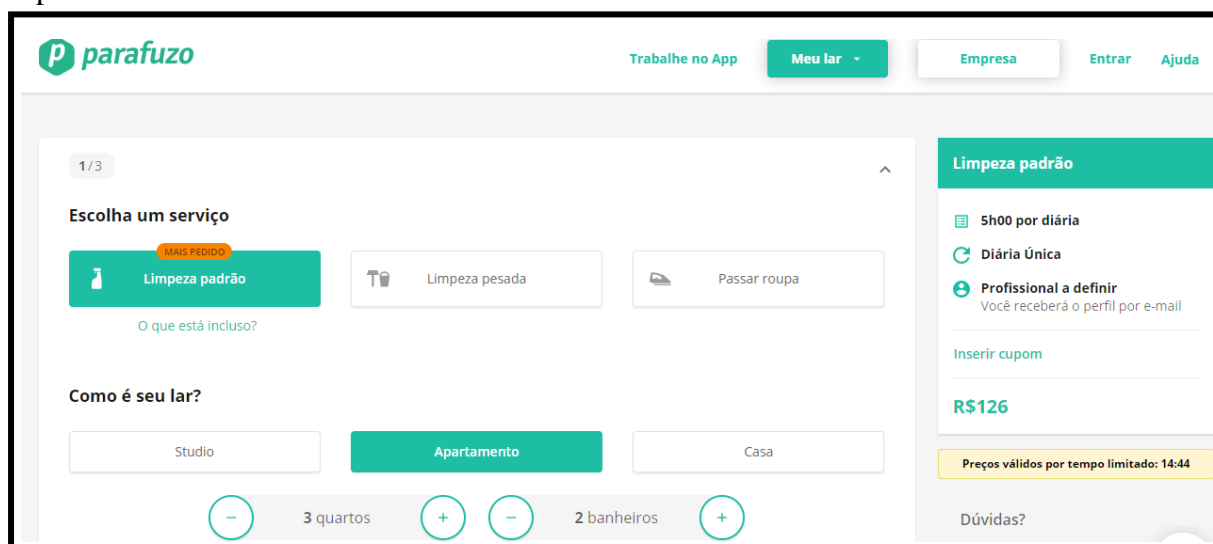 parafuzo
Trabalhe no App
Meu lar
Empresa
Entrar
Ajuda
1/3
Escolha um serviço
MAIS PEDIDO
Limpeza padrão
Limpeza pesada
Passar roupa
O que está incluso?
Como é seu lar?
Studio
Apartamento
Casa
− 3 quartos +
− 2 banheiros +
Limpeza padrão
5h00 por diária
Diária Única
Profissional a definir
Você receberá o perfil por e-mail
Inserir cupom
R$126
Preços válidos por tempo limitado: 14:44
Dúvidas?